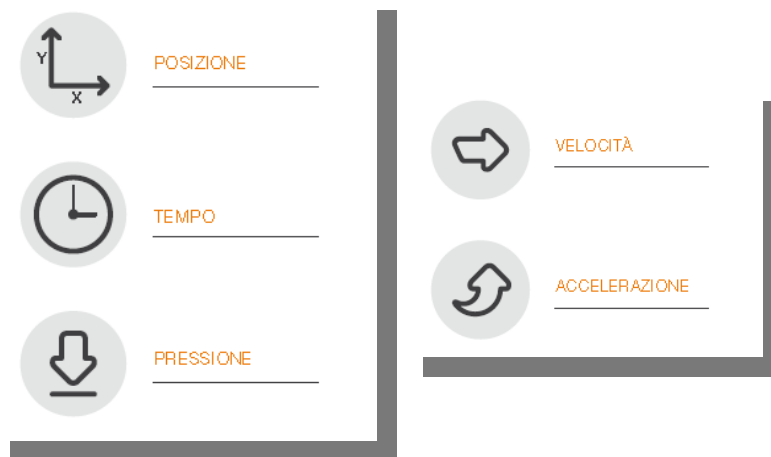 Y
X
POSIZIONE
TEMPO
PRESSIONE
VELOCITÀ
ACCELERAZIONE